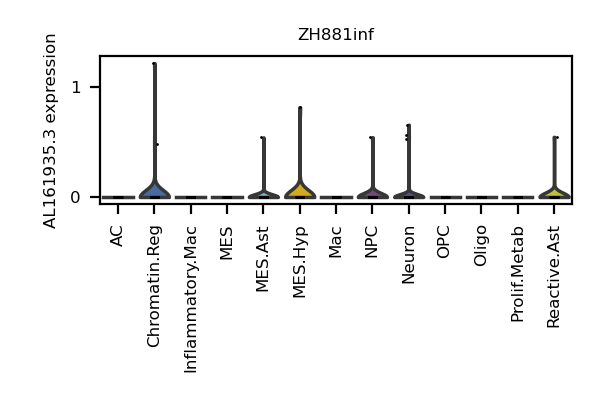 ZH881inf
AL161935.3 expression
1
0
AC
Chromatin.Reg
Inflammatory.Mac
MES
MES.Ast
MES.Hyp
Mac
NPC
Neuron
OPC
Oligo
Prolif.Metab
Reactive.Ast